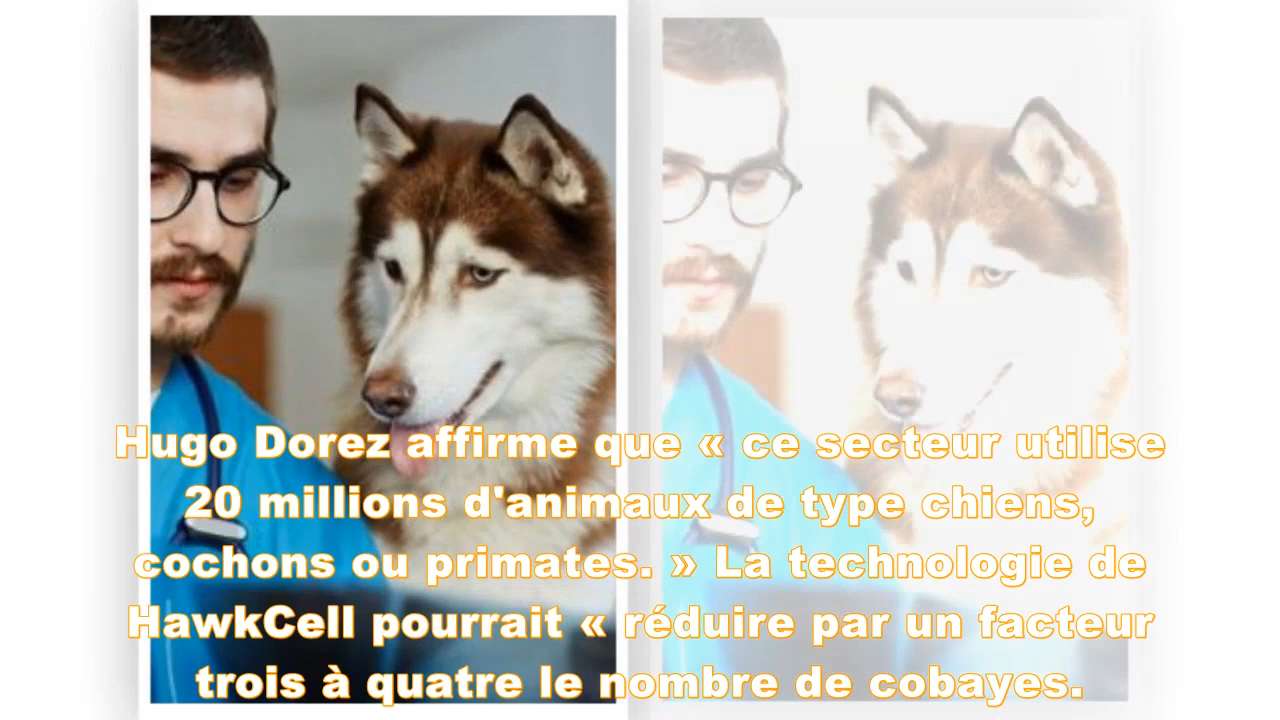 Hugo Dorez affirme que « ce secteur utilise
20 millions d'animaux de type chiens,
cochons ou primates. » La technologie de
HawkCell pourrait « réduire par un facteur
trois à quatre le nombre de cobayes.